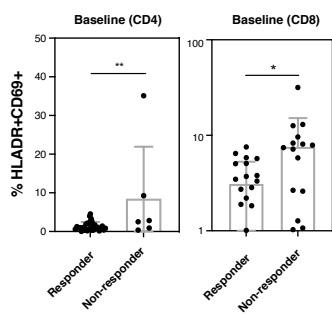 Baseline (CD4)
Baseline (CD8)
% HLADR+CD69+
50
40
30
20
10
0
**
Responder
Non-responder
100
10
1
*
Responder
Non-responder